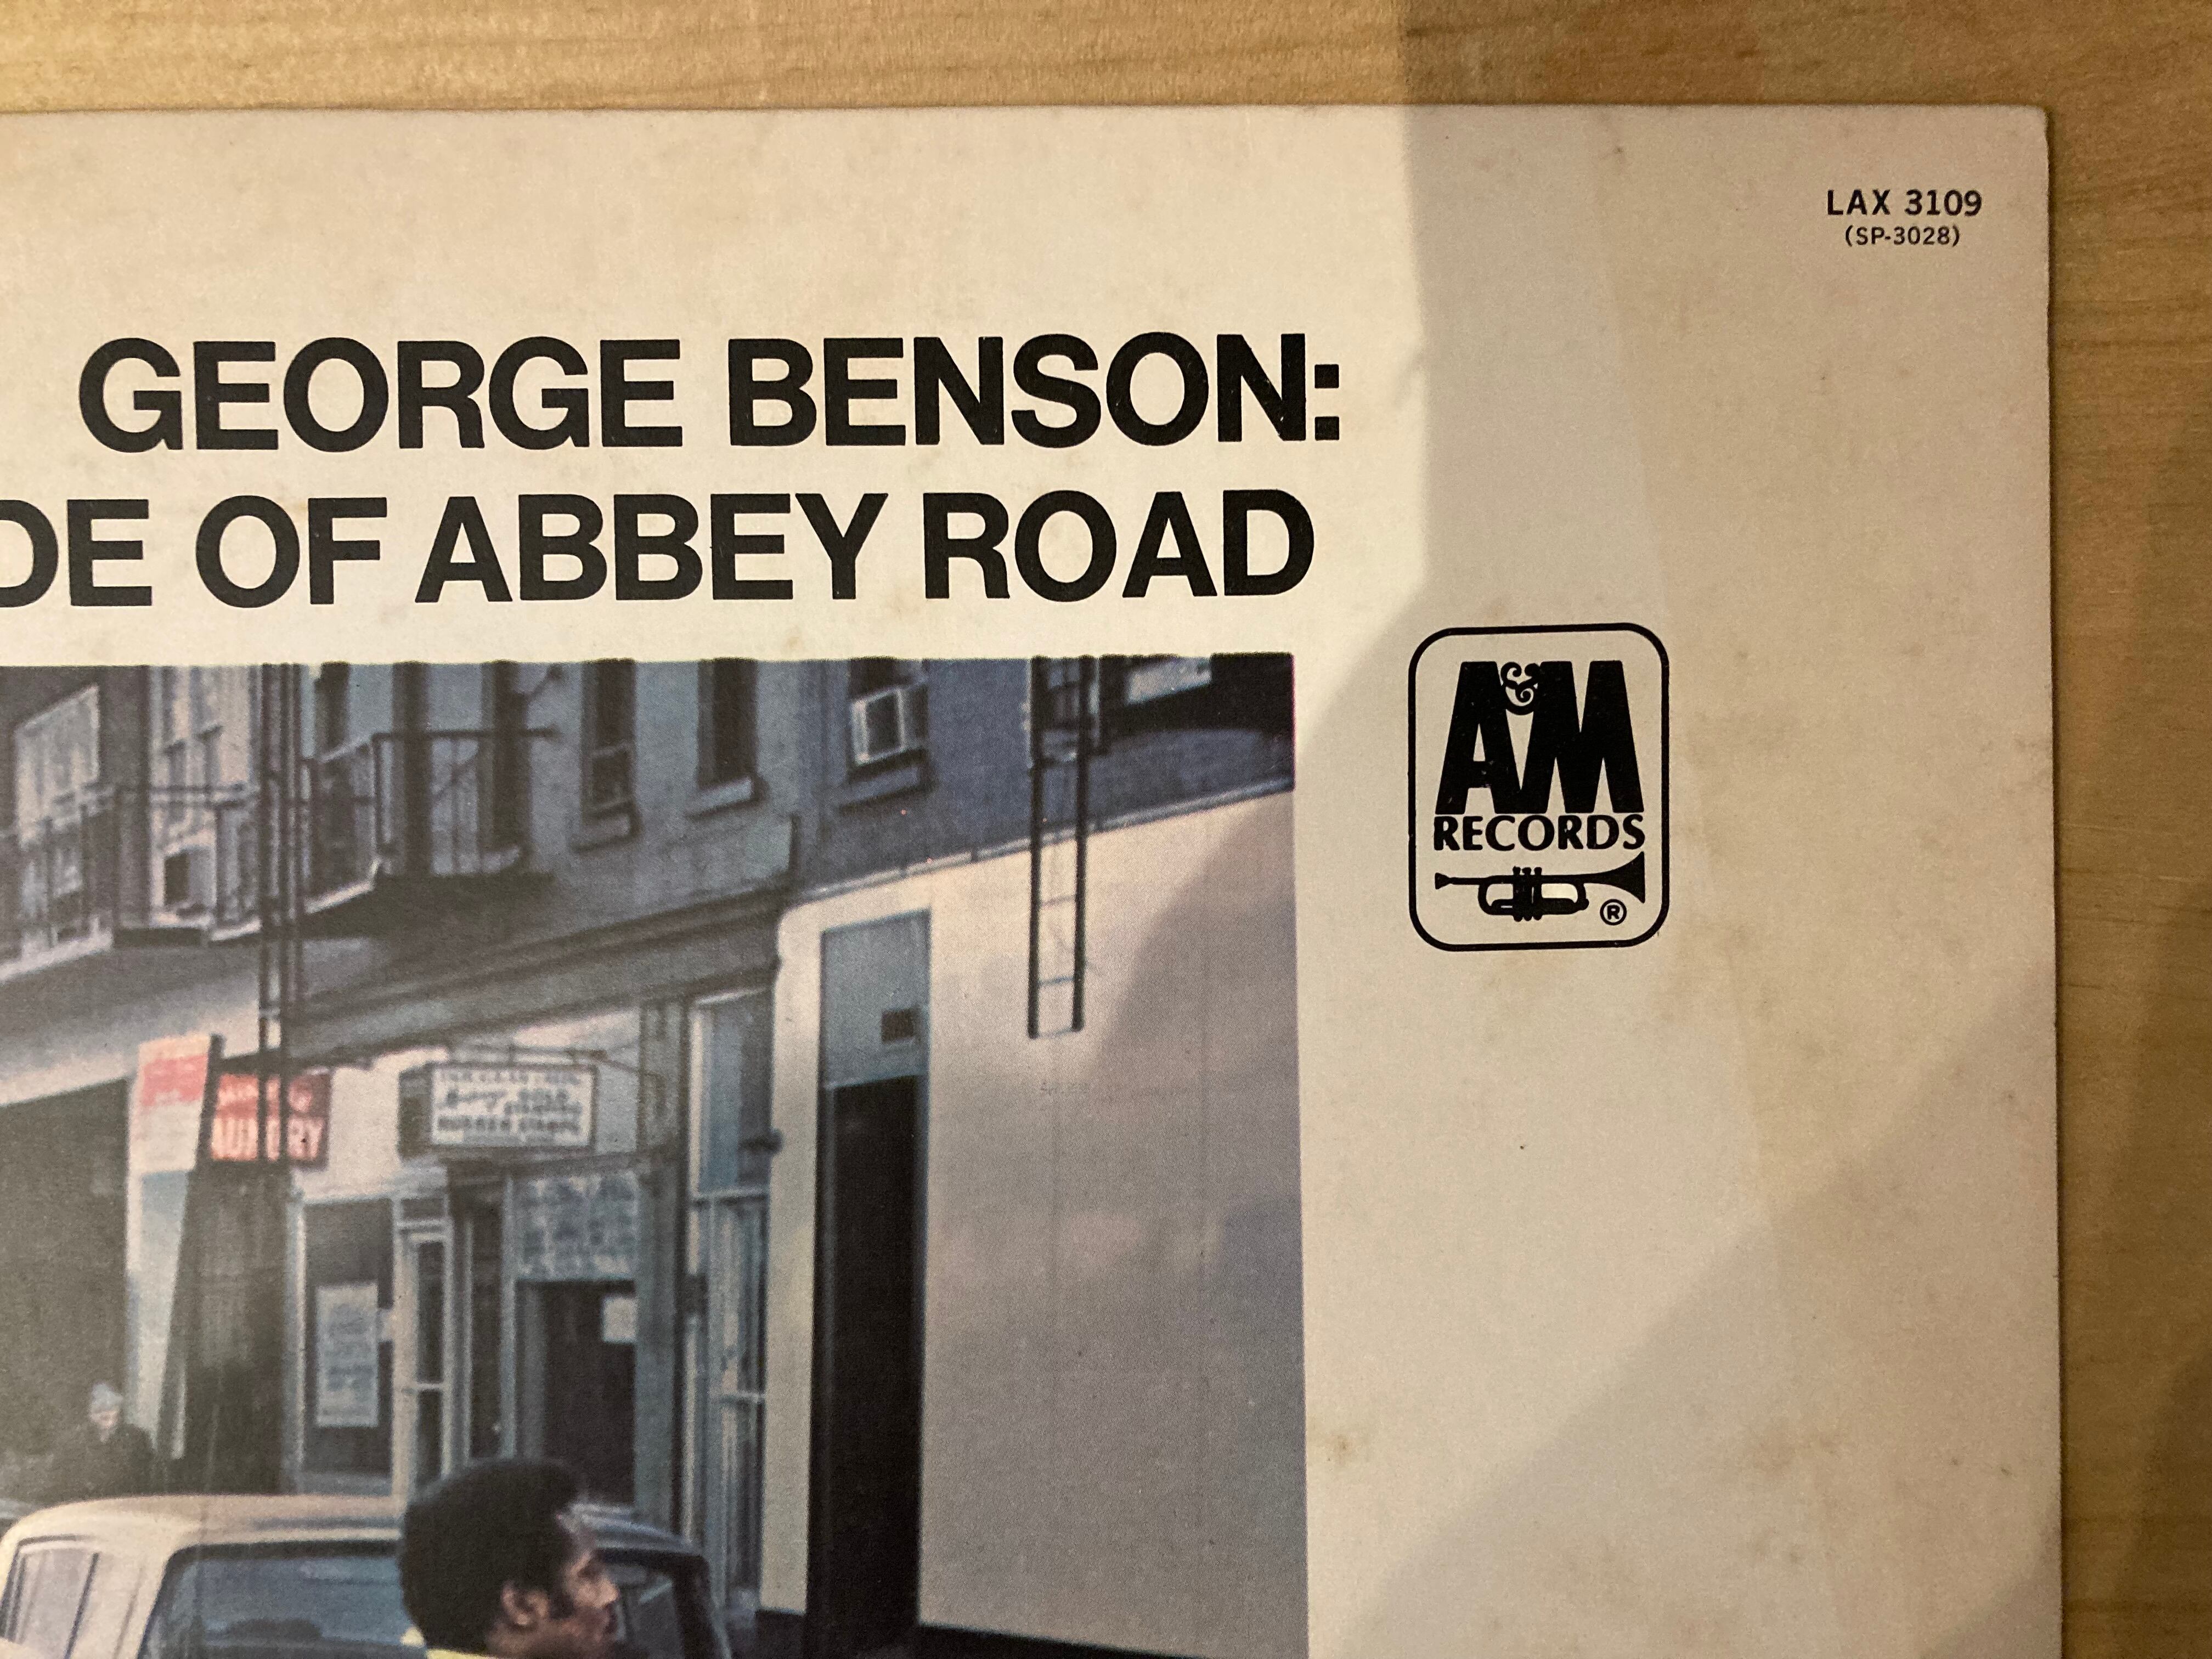 LAX 3109
(SP-3028)
GEORGE BENSON:
DE OF ABBEY ROAD
A&M
RECORDS
®